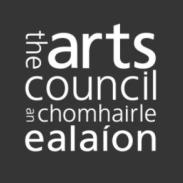 the arts
council
an chomhairle
ealaíon